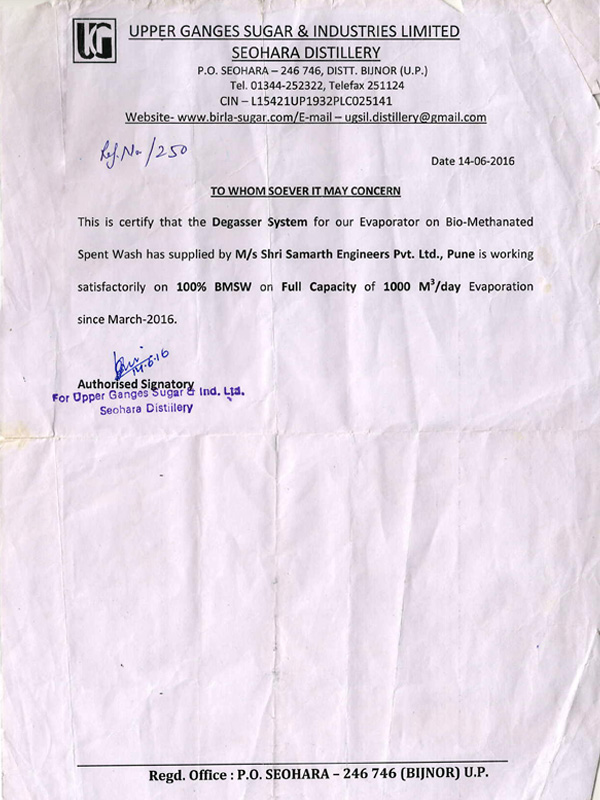 UPPER GANGES SUGAR & INDUSTRIES LIMITED
SEOHARA DISTILLERY
P.O. SEOHARA – 246 746, DISTT. BIJNOR (U.P.)
Tel. 01344-252322, Telefax 251124
CIN – L15421UP1932PLC025141
Website- www.birla-sugar.com/E-mail – ugsil.distillery@gmail.com
Ref. No /250
Date 14-06-2016
TO WHOM SOEVER IT MAY CONCERN
This is certify that the Degasser System for our Evaporator on Bio-Methanated
Spent Wash has supplied by M/s Shri Samarth Engineers Pvt. Ltd., Pune is working
satisfactorily on 100% BMSW on Full Capacity of 1000 M³/day Evaporation
since March-2016.
14.6.16
Authorised Signatory
For Upper Ganges Sugar & Ind. Ltd.
Seohara Distillery
Regd. Office : P.O. SEOHARA – 246 746 (BIJNOR) U.P.